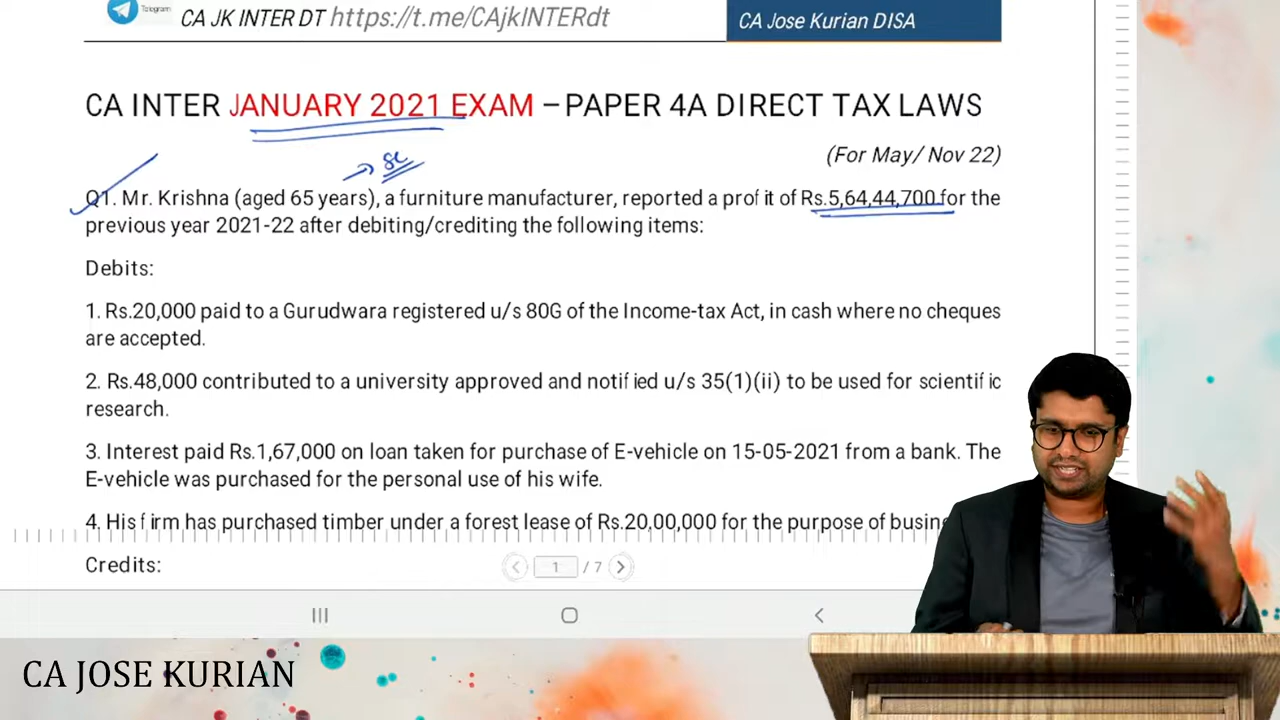 Telegram
CA JK INTER DT https://t.me/CAjkINTERdt
CA Jose Kurian DISA
CA INTER JANUARY 2021 EXAM – PAPER 4A DIRECT TAX LAWS
(For May/ Nov 22)
→ SC
Q1. Mr. Krishna (aged 65 years), a furniture manufacturer, reported a profit of Rs.5,64,44,700 for the
previous year 2021-22 after debiting/crediting the following items:
Debits:
1. Rs.20,000 paid to a Gurudwara registered u/s 80G of the Income-tax Act, in cash where no cheques
are accepted.
2. Rs.48,000 contributed to a university approved and notified u/s 35(1)(ii) to be used for scientific
research.
3. Interest paid Rs.1,67,000 on loan taken for purchase of E-vehicle on 15-05-2021 from a bank. The
E-vehicle was purchased for the personal use of his wife.
4. His firm has purchased timber under a forest lease of Rs.20,00,000 for the purpose of
Credits:
1 / 7
CA JOSE KURIAN